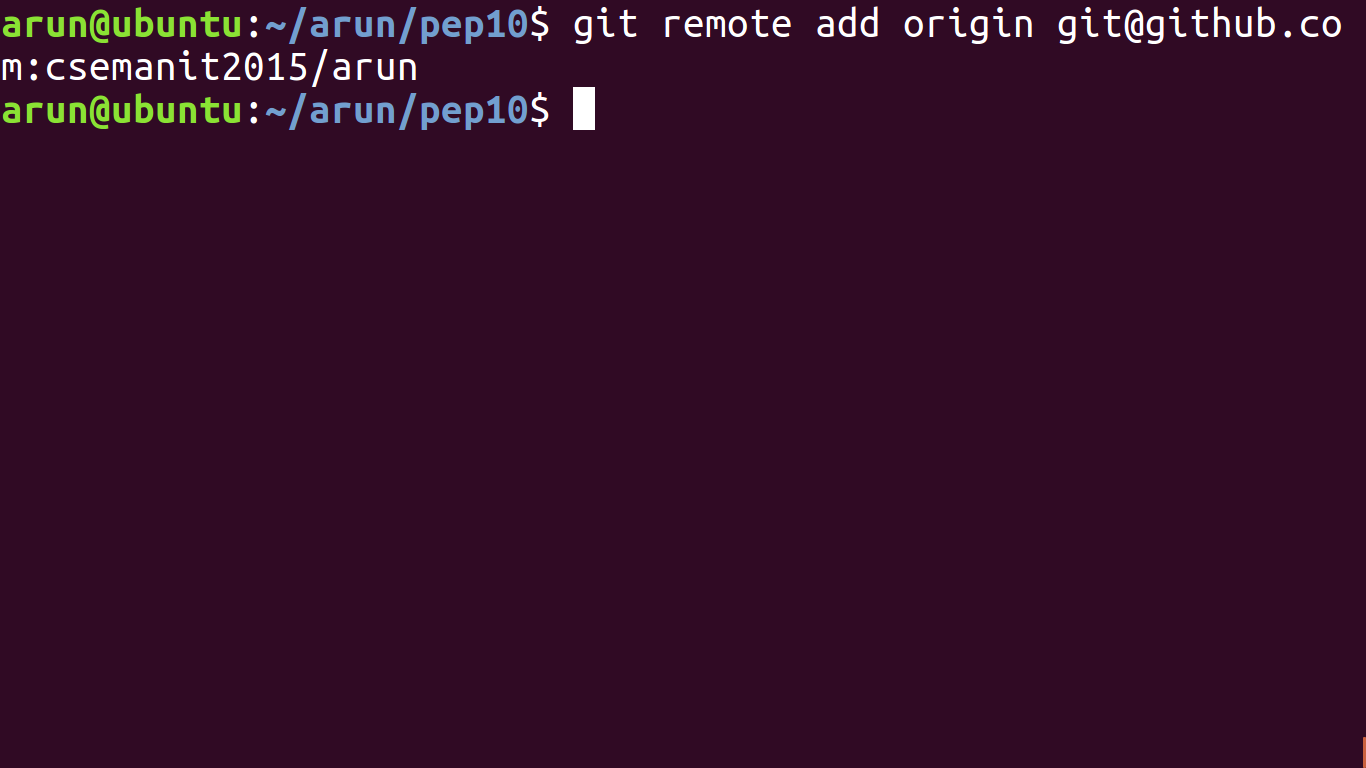 arun@ubuntu:~/arun/pep10$ git remote add origin git@github.co
m:csemanit2015/arun
arun@ubuntu:~/arun/pep10$